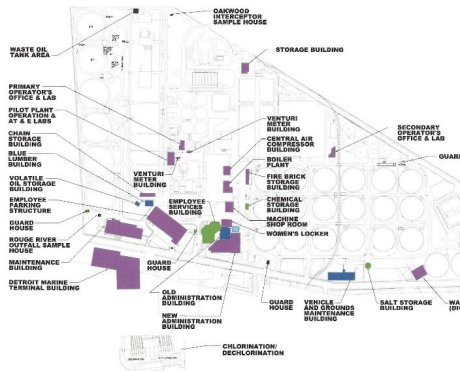 OAKWOOD
INTERCEPTOR
SAMPLE HOUSE
WASTE OIL
TANK AREA
STORAGE BUILDING
PRIMARY
OPERATOR'S
OFFICE & LAB
PILOT PLANT
OPERATION &
AT & E LABS
CHAIN
STORAGE
BUILDING
BLUE
LUMBER
BUILDING
VOLATILE
OIL STORAGE
BUILDING
EMPLOYEE
PARKING
STRUCTURE
GUARD
HOUSE
ROUGE RIVER
OUTFALL SAMPLE
HOUSE
MAINTENANCE
BUILDING
DETROIT MARINE
TERMINAL BUILDING
VENTURI
METER
BUILDING
EMPLOYEE
SERVICES
BUILDING
GUARD
HOUSE
OLD
ADMINISTRATION
BUILDING
NEW
ADMINISTRATION
BUILDING
VENTURI
METER
BUILDING
CENTRAL AIR
COMPRESSOR
BUILDING
BOILER
PLANT
FIRE BRICK
STORAGE
BUILDING
CHEMICAL
STORAGE
BUILDING
MACHINE
SHOP ROOM
WOMEN'S LOCKER
SECONDARY
OPERATOR'S
OFFICE & LAB
GUAR
GUARD
HOUSE
VEHICLE
AND GROUNDS
MAINTENANCE
BUILDING
SALT STORAGE
BUILDING
WA
(DI
CHLORINATION/
DECHLORINATION